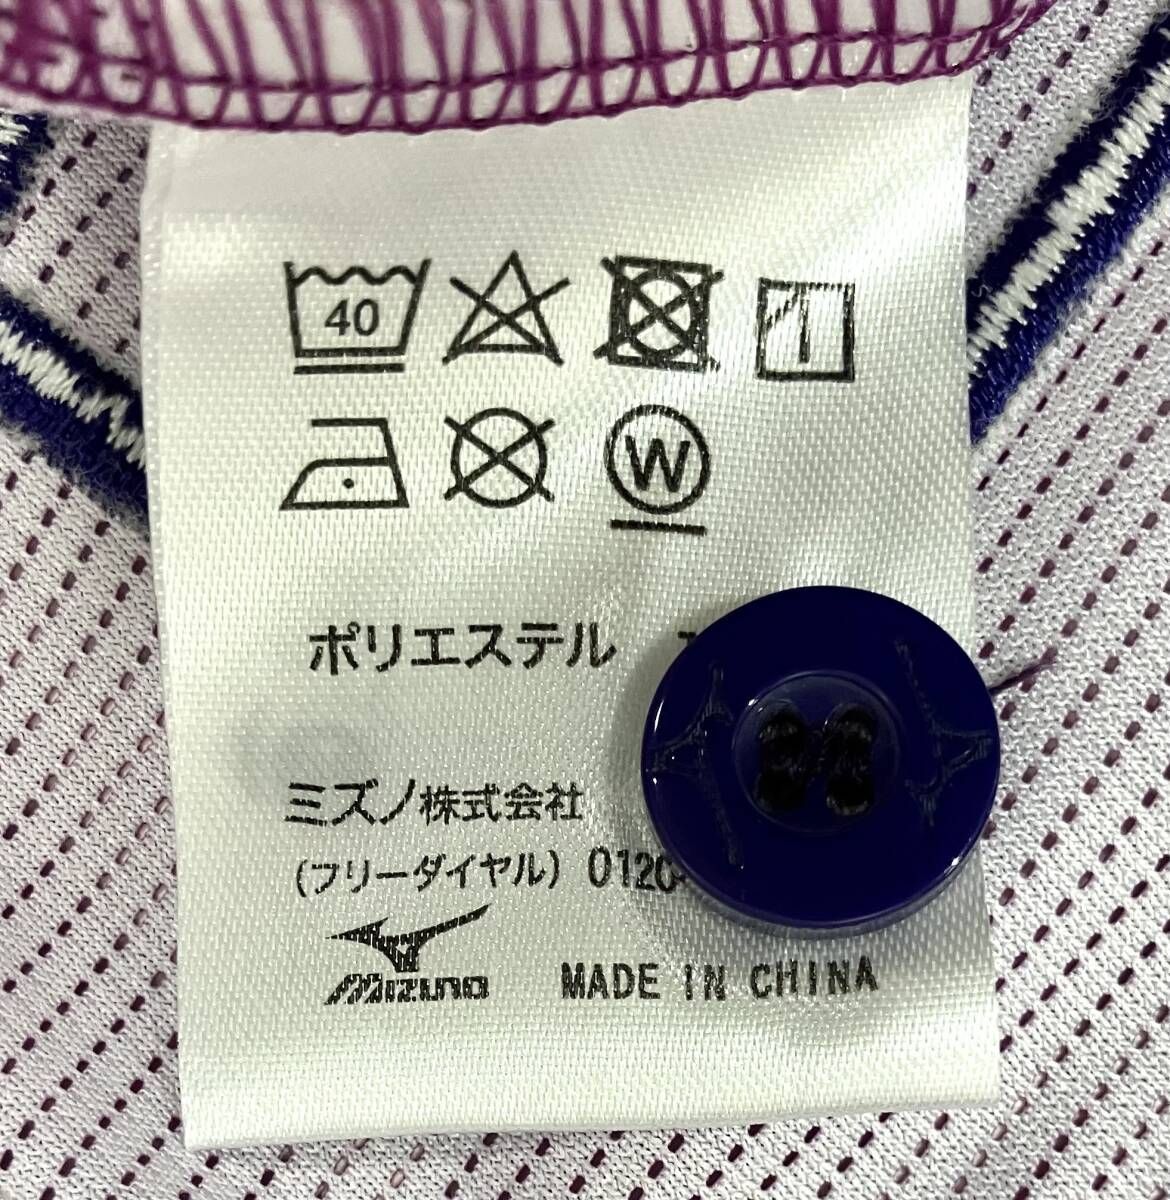 40
W
ポリエステル
ミズノ株式会社
(フリーダイヤル) 0120-
Mizuno
MADE IN CHINA